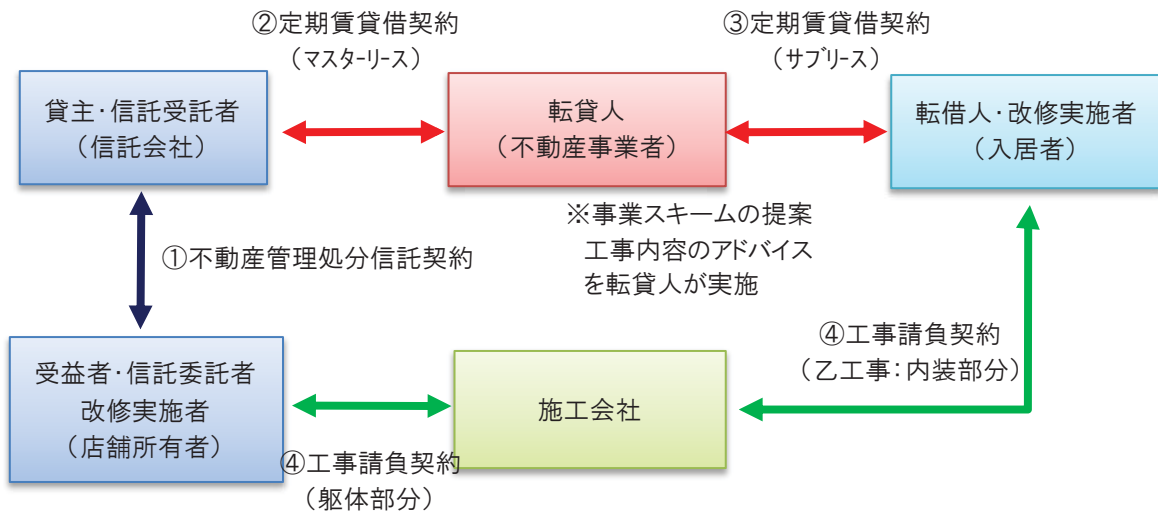 ②定期賃貸借契約
（マスターリース）
③定期賃貸借契約
（サブリース）
貸主・信託受託者
（信託会社）
転貸人
（不動産事業者）
転借人・改修実施者
（入居者）
※事業スキームの提案
工事内容のアドバイス
を転貸人が実施
①不動産管理処分信託契約
受益者・信託委託者
改修実施者
（店舗所有者）
施工会社
④工事請負契約
（乙工事：内装部分）
④工事請負契約
（躯体部分）